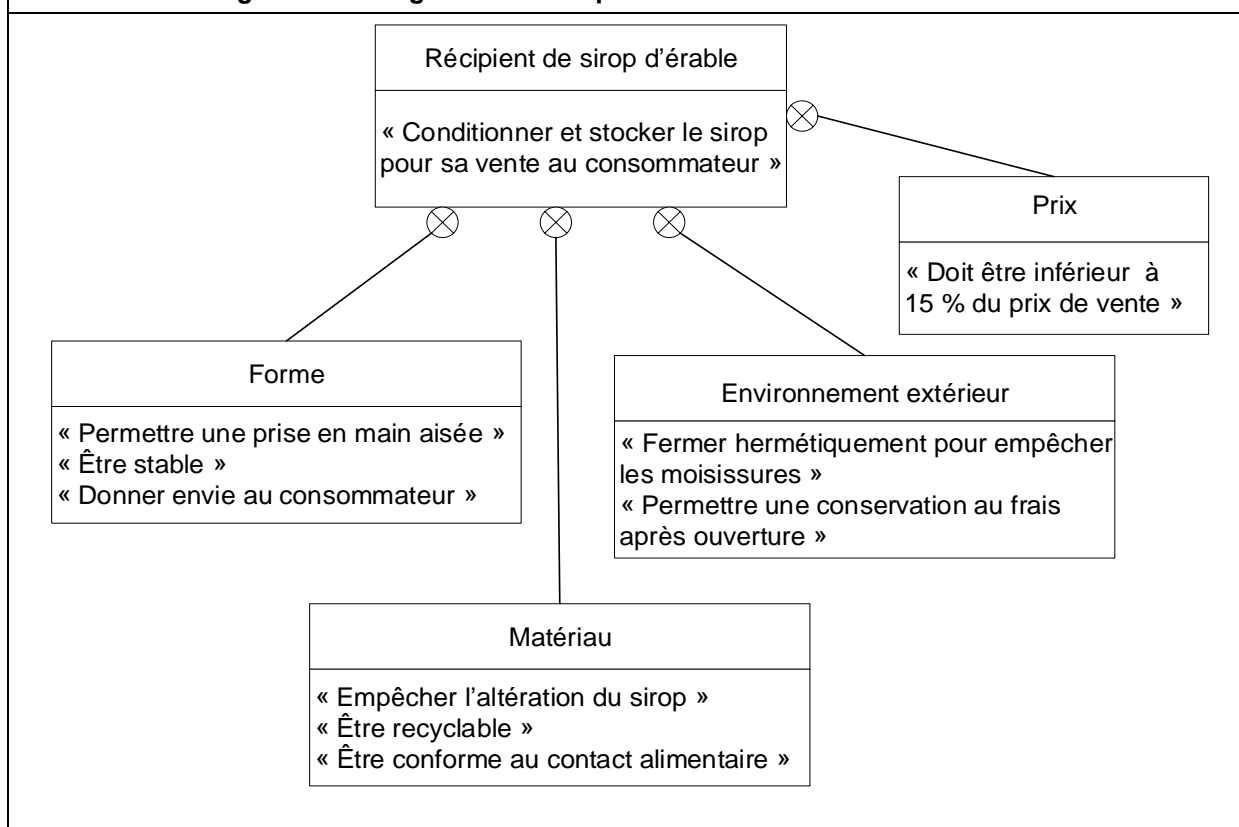 Récipient de sirop d’érable
« Conditionner et stocker le sirop
pour sa vente au consommateur »
Prix
« Doit être inférieur à
15 % du prix de vente »
Forme
« Permettre une prise en main aisée »
« Être stable »
« Donner envie au consommateur »
Environnement extérieur
« Fermer hermétiquement pour empêcher
les moisissures »
« Permettre une conservation au frais
après ouverture »
Matériau
« Empêcher l’altération du sirop »
« Être recyclable »
« Être conforme au contact alimentaire »